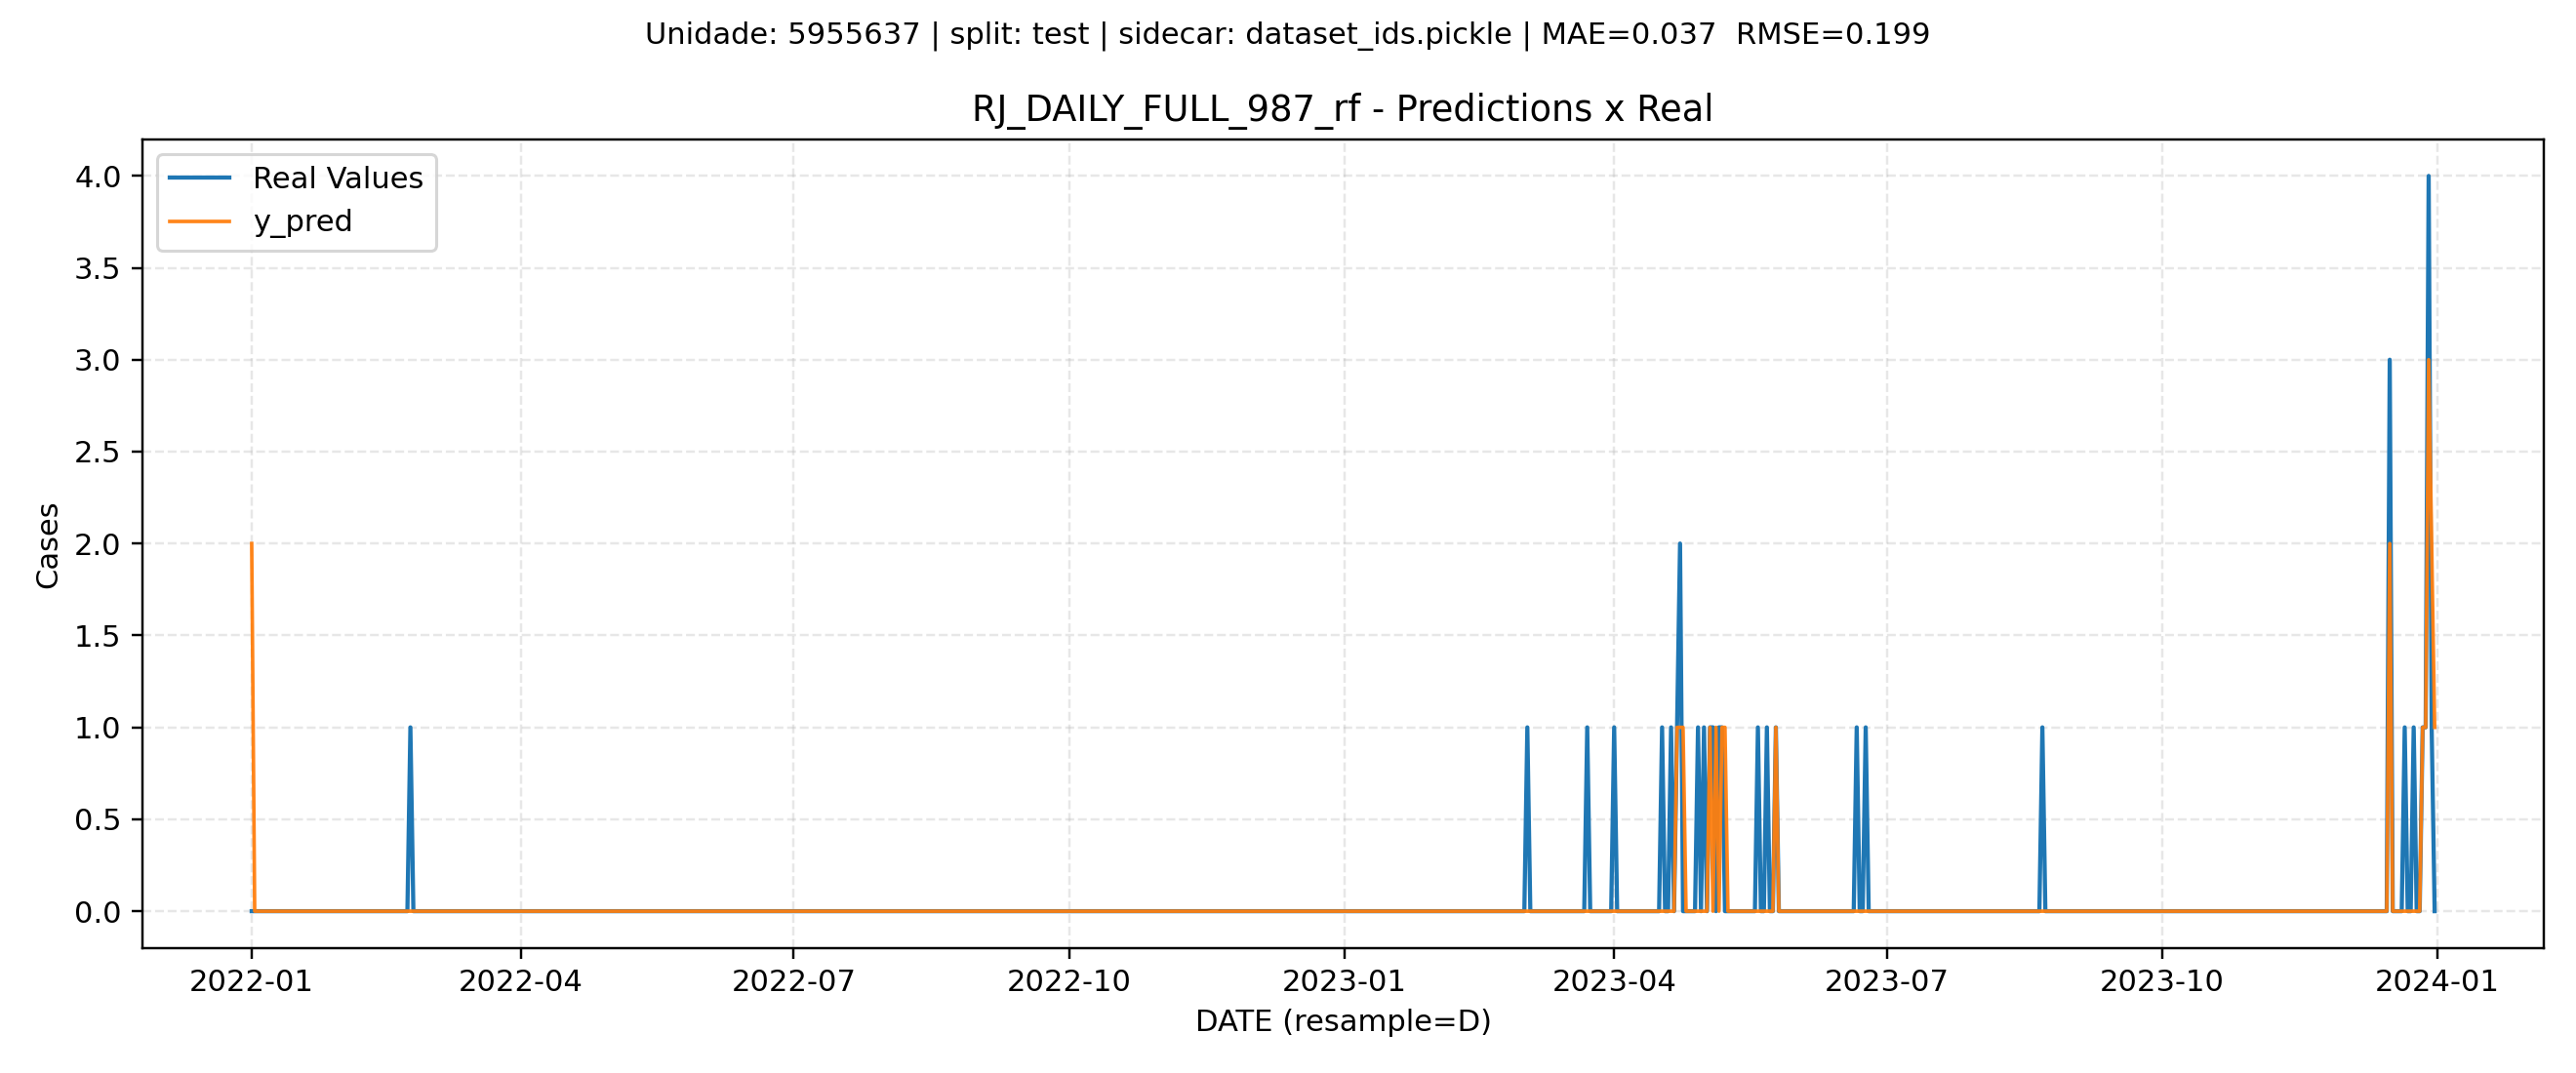 Unidade: 5955637 | split: test | sidecar: dataset_ids.pickle | MAE=0.037  RMSE=0.199
RJ_DAILY_FULL_987_rf - Predictions x Real
Real Values
y_pred
4.0
3.5
3.0
2.5
2.0
1.5
1.0
0.5
0.0
Cases
2022-01 2022-04 2022-07 2022-10 2023-01 2023-04 2023-07 2023-10 2024-01
DATE (resample=D)